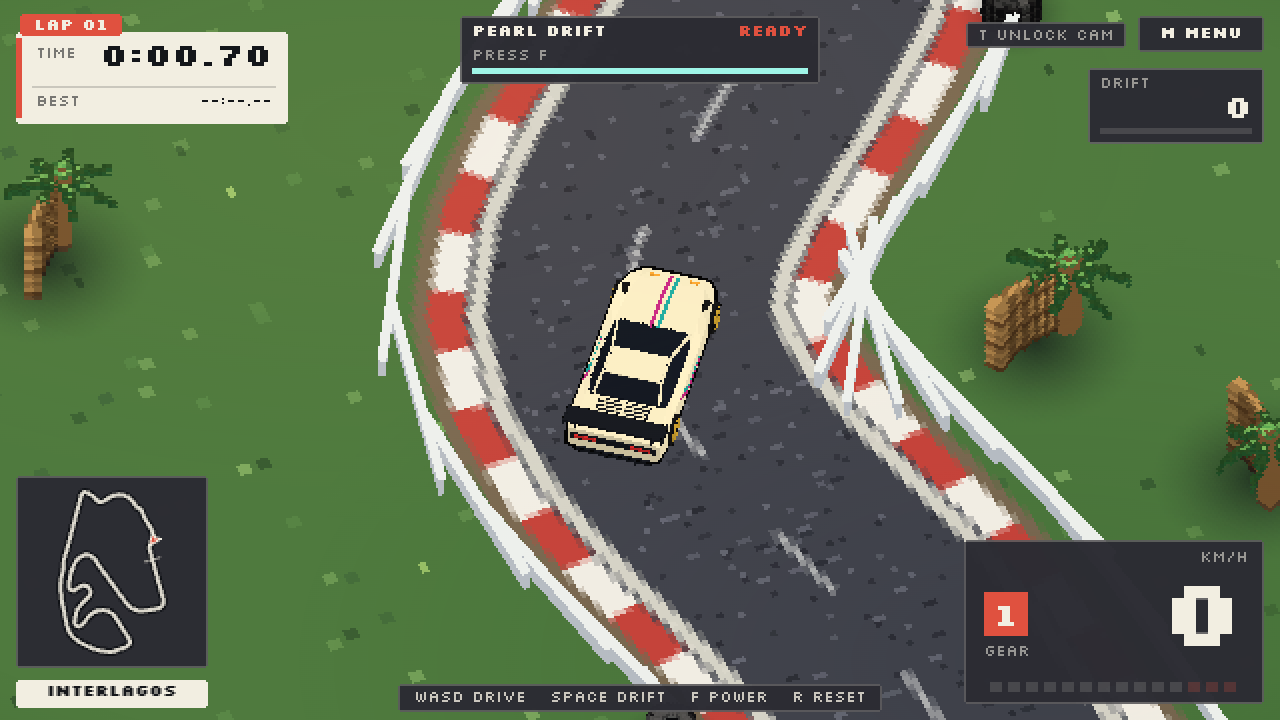 LAP 01
TIME 0:00.70
BEST --:--.--
PEARL DRIFT READY
PRESS F
T UNLOCK CAM
M MENU
DRIFT
0
KM/H
1
0
GEAR
INTERLAGOS
WASD DRIVE SPACE DRIFT F POWER R RESET